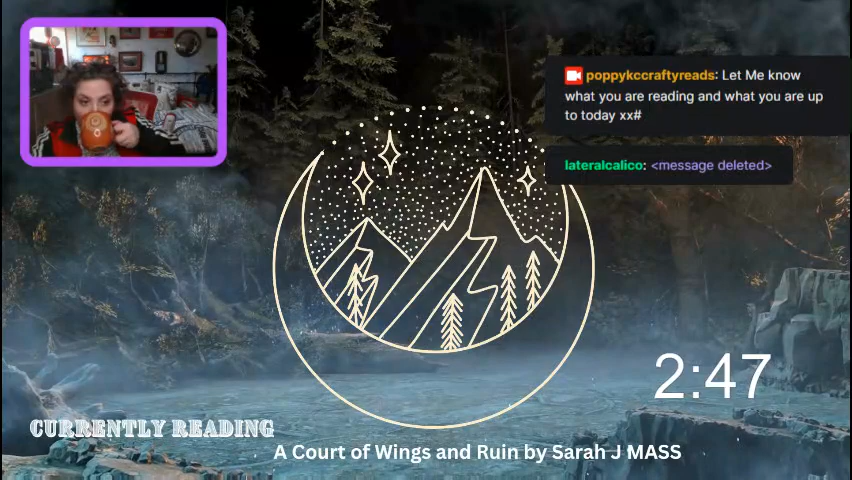 poppykccraftyreads: Let Me know
what you are reading and what you are up
to today xx#
lateralcalico: <message deleted>
2:47
CURRENTLY READING
A Court of Wings and Ruin by Sarah J MASS